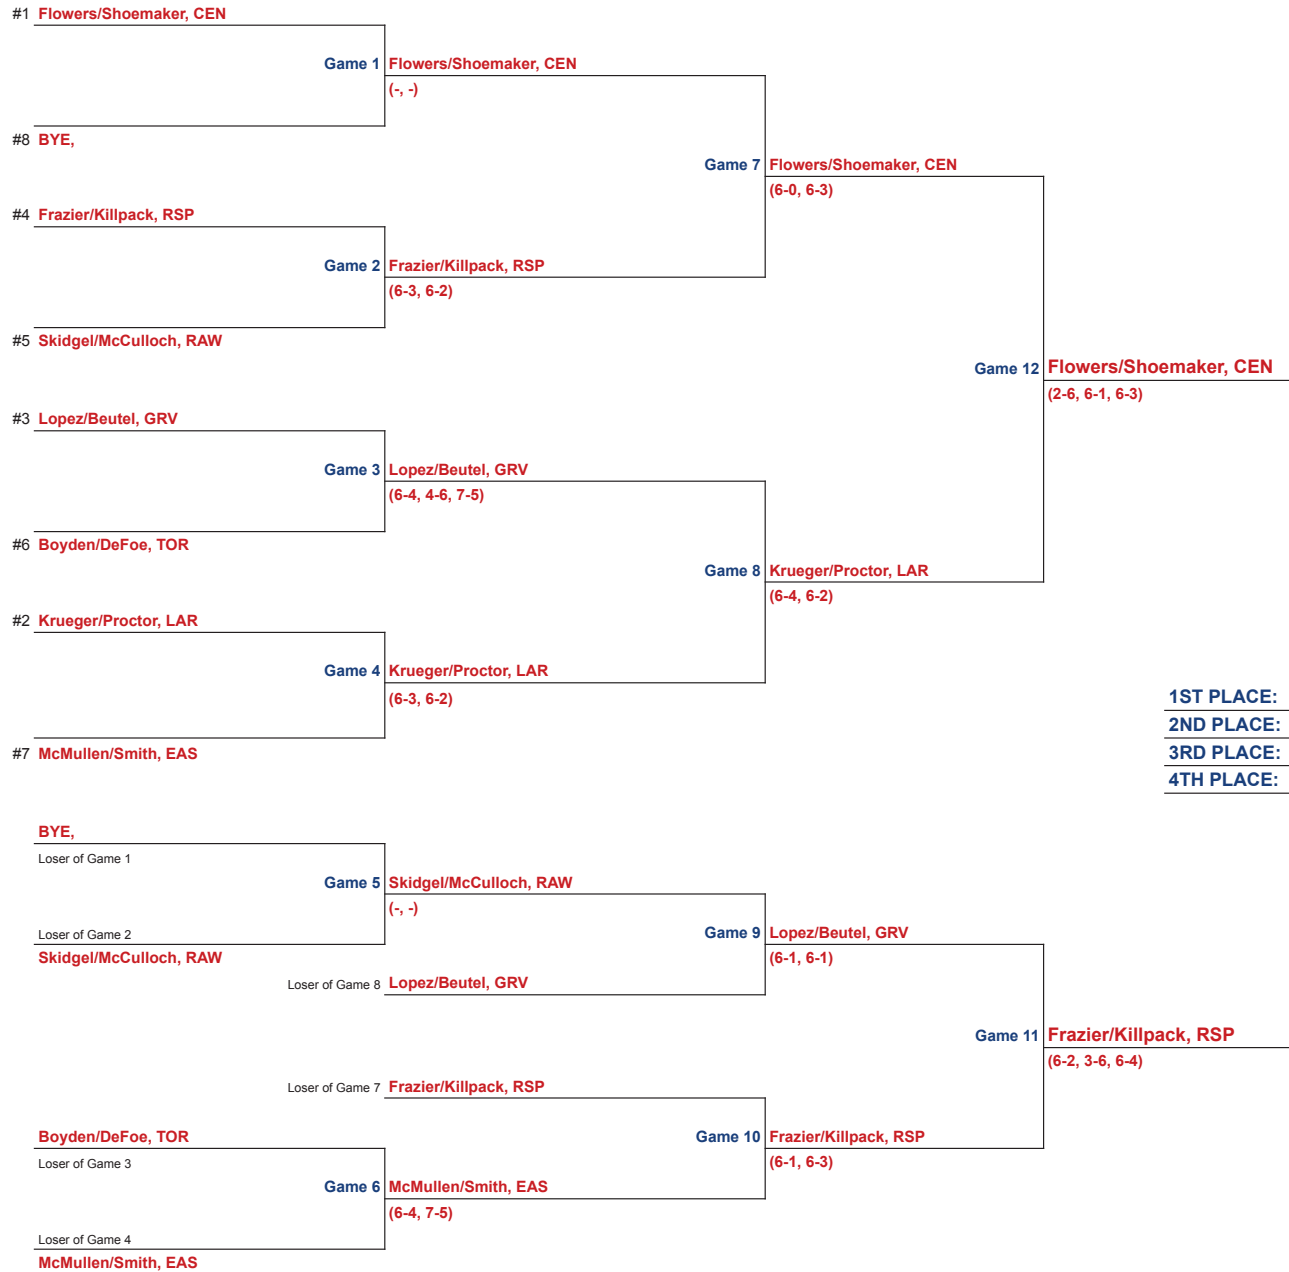 #1 Flowers/Shoemaker, CEN
Game 1 Flowers/Shoemaker, CEN
(-, -)
#8 BYE,
Game 7 Flowers/Shoemaker, CEN
(6-0, 6-3)
#4 Frazier/Killpack, RSP
Game 2 Frazier/Killpack, RSP
(6-3, 6-2)
#5 Skidgel/McCulloch, RAW
Game 12 Flowers/Shoemaker, CEN
(2-6, 6-1, 6-3)
#3 Lopez/Beutel, GRV
Game 3 Lopez/Beutel, GRV
(6-4, 4-6, 7-5)
#6 Boyden/DeFoe, TOR
Game 8 Krueger/Proctor, LAR
(6-4, 6-2)
#2 Krueger/Proctor, LAR
Game 4 Krueger/Proctor, LAR
(6-3, 6-2)
#7 McMullen/Smith, EAS
1ST PLACE:
2ND PLACE:
3RD PLACE:
4TH PLACE:
BYE,
Loser of Game 1
Game 5 Skidgel/McCulloch, RAW
(-, -)
Loser of Game 2
Skidgel/McCulloch, RAW
Game 9 Lopez/Beutel, GRV
(6-1, 6-1)
Loser of Game 8 Lopez/Beutel, GRV
Game 11 Frazier/Killpack, RSP
(6-2, 3-6, 6-4)
Loser of Game 7 Frazier/Killpack, RSP
Boyden/DeFoe, TOR
Game 10 Frazier/Killpack, RSP
(6-1, 6-3)
Loser of Game 3
Game 6 McMullen/Smith, EAS
(6-4, 7-5)
Loser of Game 4
McMullen/Smith, EAS